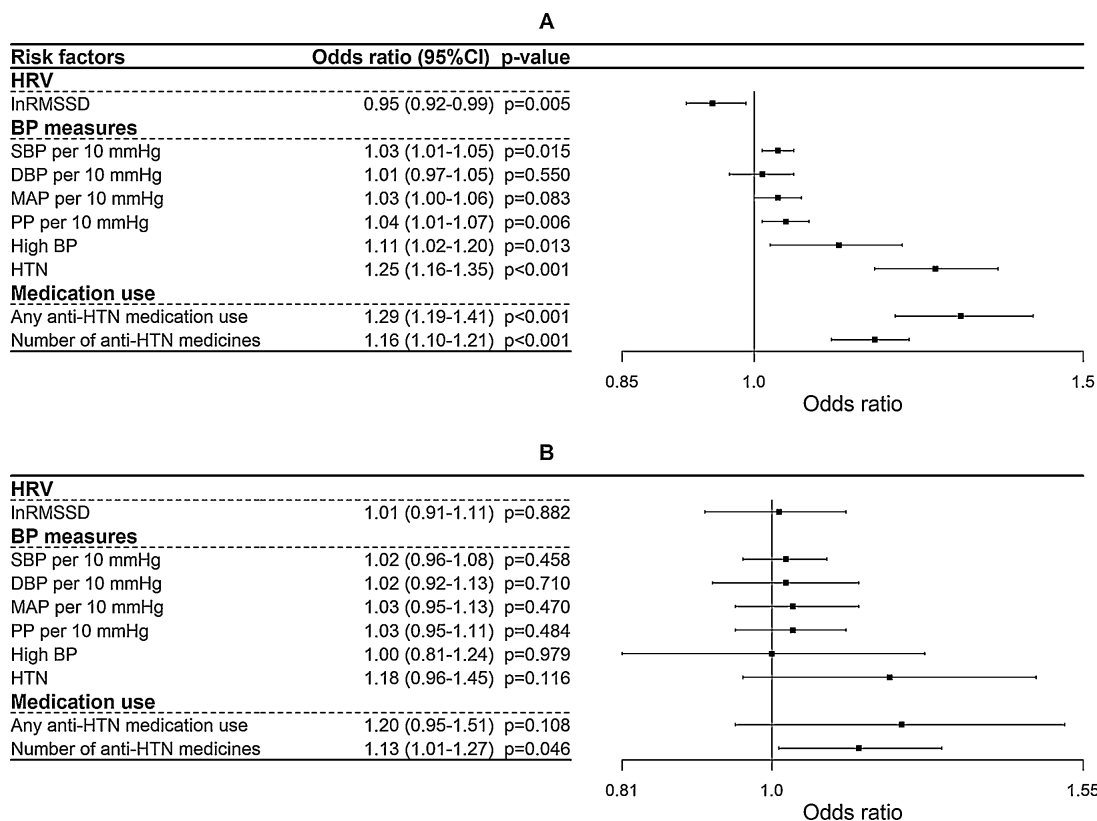 A
Risk factors Odds ratio (95%CI) p-value
HRV
lnRMSSD 0.95 (0.92-0.99) p=0.005
BP measures
SBP per 10 mmHg 1.03 (1.01-1.05) p=0.015
DBP per 10 mmHg 1.01 (0.97-1.05) p=0.550
MAP per 10 mmHg 1.03 (1.00-1.06) p=0.083
PP per 10 mmHg 1.04 (1.01-1.07) p=0.006
High BP 1.11 (1.02-1.20) p=0.013
HTN 1.25 (1.16-1.35) p<0.001
Medication use
Any anti-HTN medication use 1.29 (1.19-1.41) p<0.001
Number of anti-HTN medicines 1.16 (1.10-1.21) p<0.001
0.85 1.0 1.5
Odds ratio
B
HRV
lnRMSSD 1.01 (0.91-1.11) p=0.882
BP measures
SBP per 10 mmHg 1.02 (0.96-1.08) p=0.458
DBP per 10 mmHg 1.02 (0.92-1.13) p=0.710
MAP per 10 mmHg 1.03 (0.95-1.13) p=0.470
PP per 10 mmHg 1.03 (0.95-1.11) p=0.484
High BP 1.00 (0.81-1.24) p=0.979
HTN 1.18 (0.96-1.45) p=0.116
Medication use
Any anti-HTN medication use 1.20 (0.95-1.51) p=0.108
Number of anti-HTN medicines 1.13 (1.01-1.27) p=0.046
0.81 1.0 1.55
Odds ratio